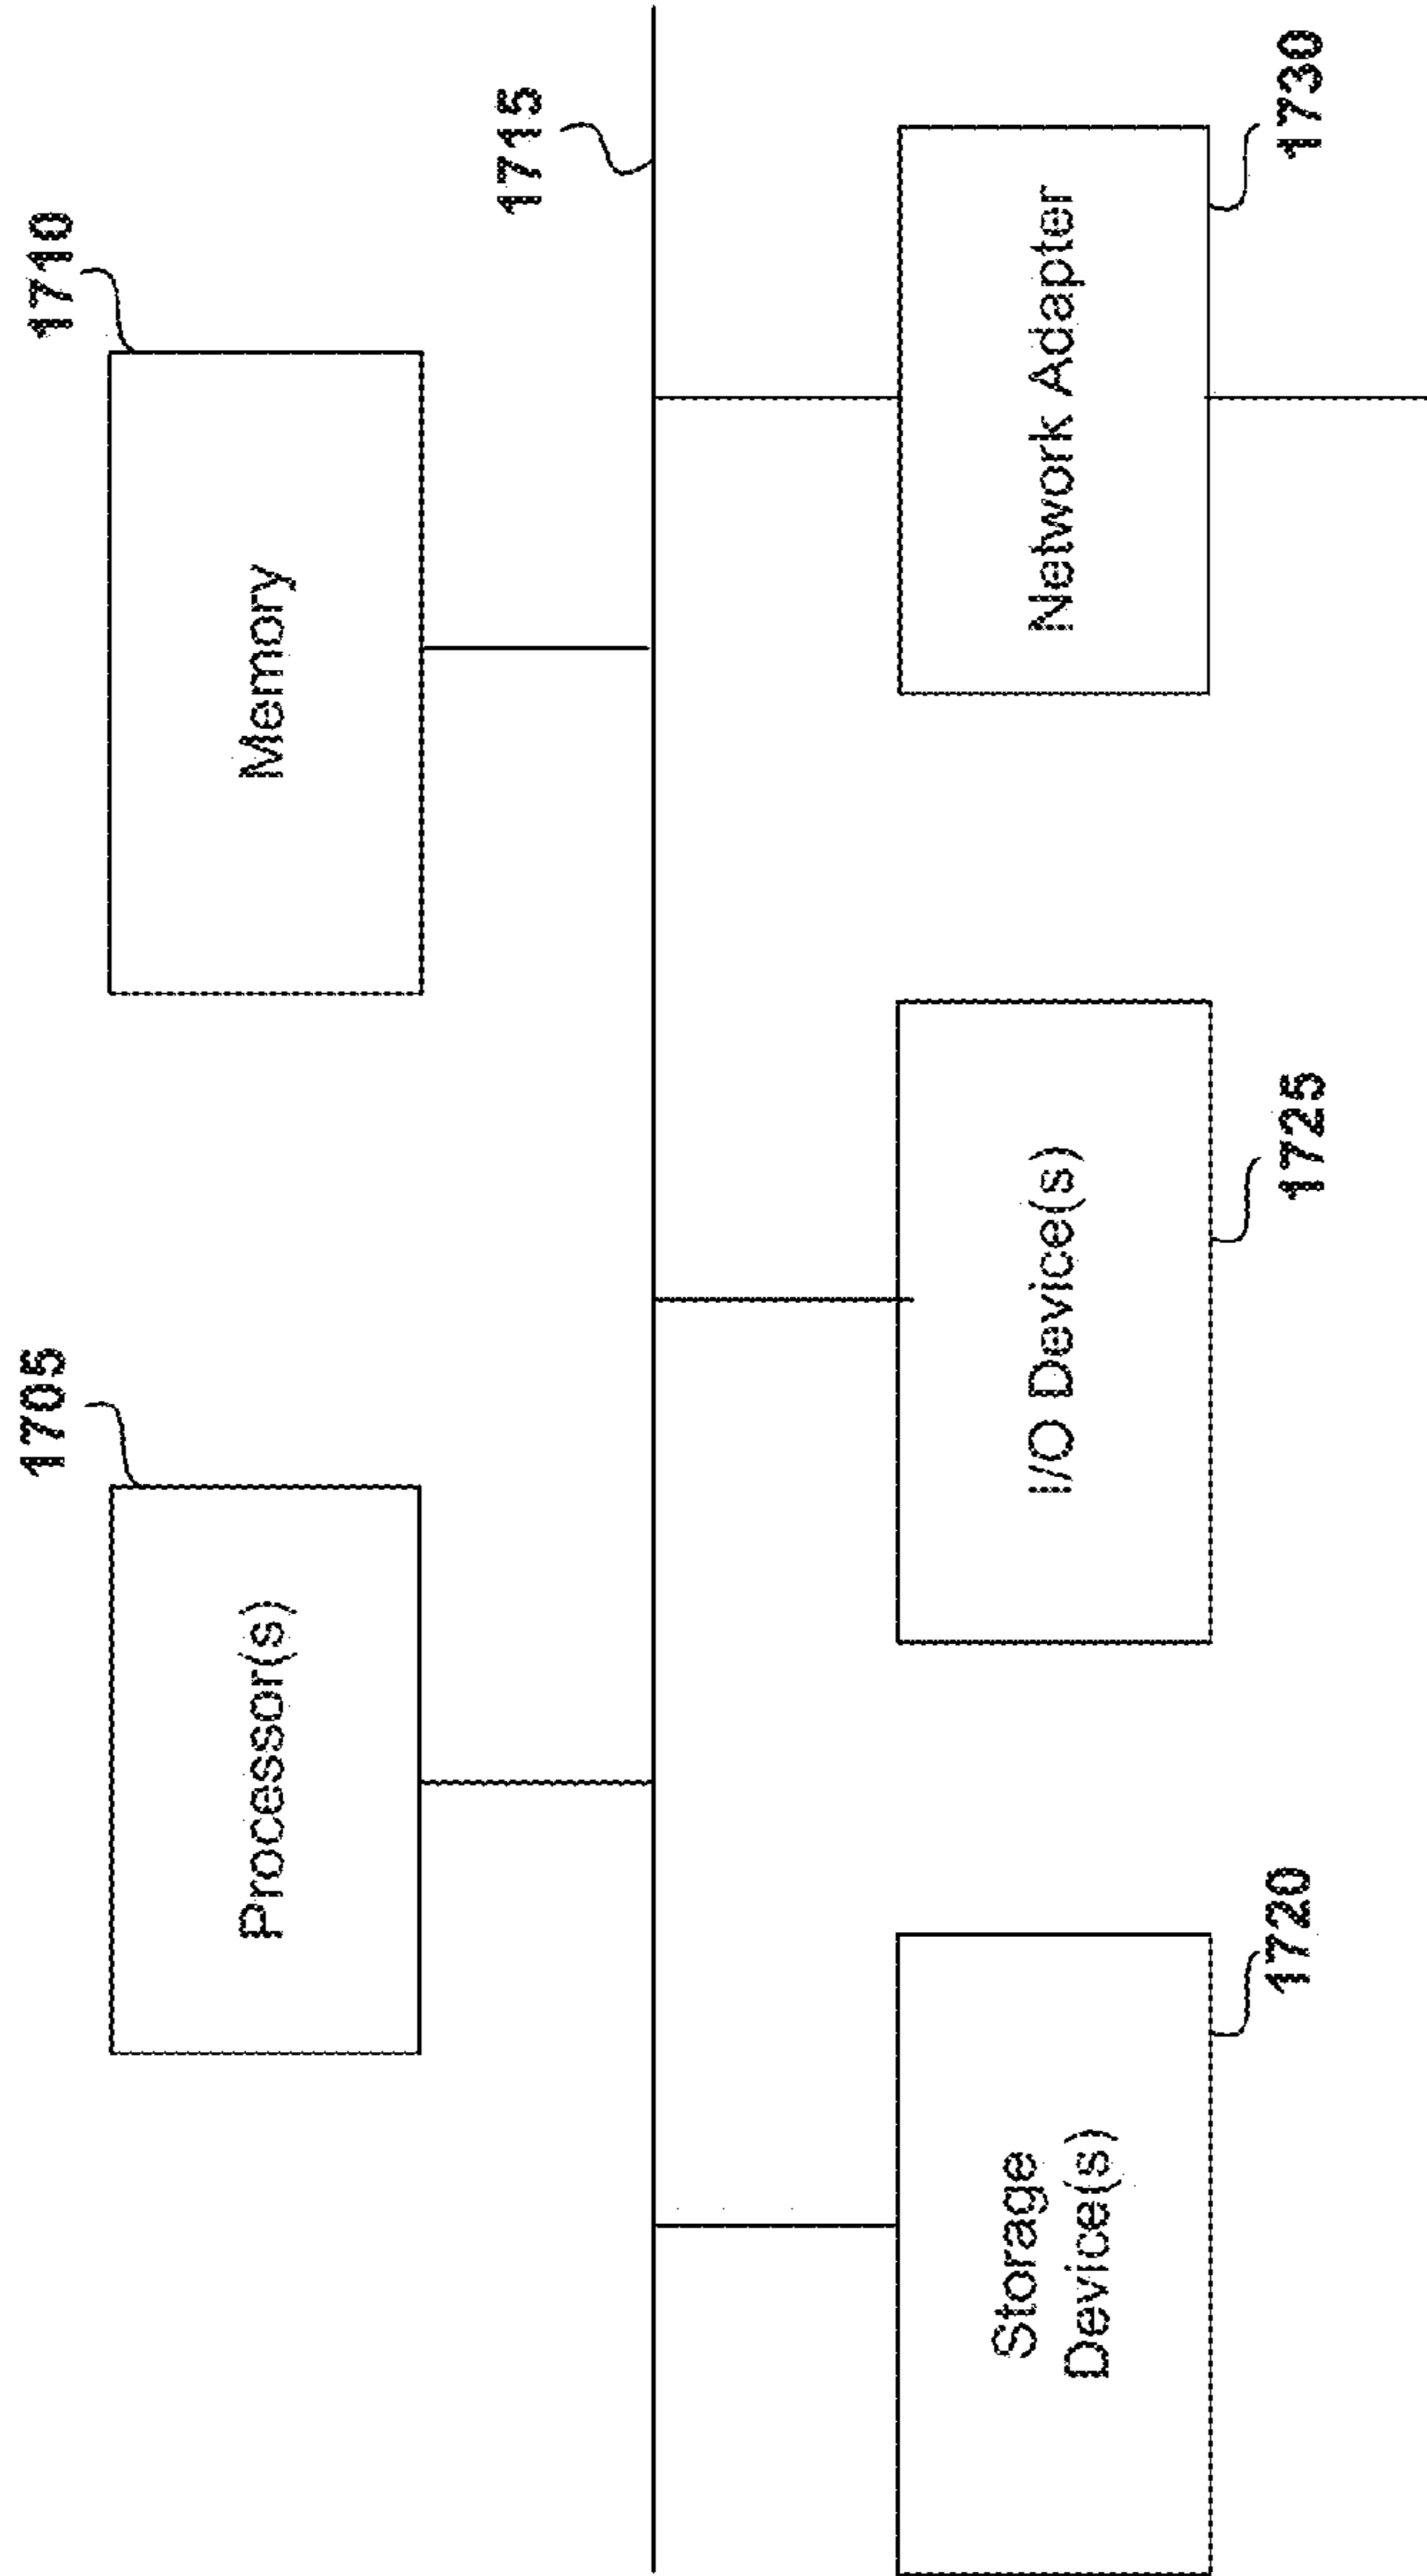 1705
1710
Processor(s)
Memory
1715
Storage
Device(s)
I/O Device(s)
Network Adapter
1720
1725
1730